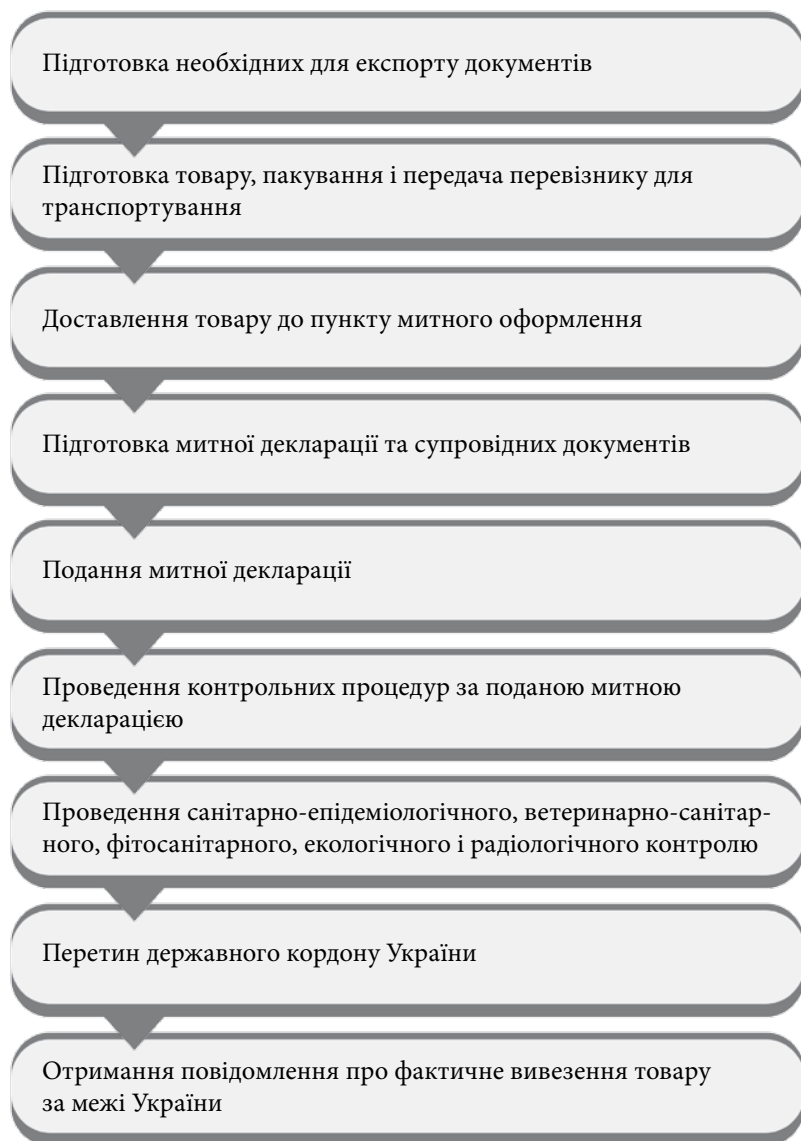 Підготовка необхідних для експорту документів
Підготовка товару, пакування і передача перевізнику для
транспортування
Доставлення товару до пункту митного оформлення
Підготовка митної декларації та супровідних документів
Подання митної декларації
Проведення контрольних процедур за поданою митною
декларацією
Проведення санітарно-епідеміологічного, ветеринарно-санітар-
ного, фітосанітарного, екологічного і радіологічного контролю
Перетин державного кордону України
Отримання повідомлення про фактичне вивезення товару
за межі України